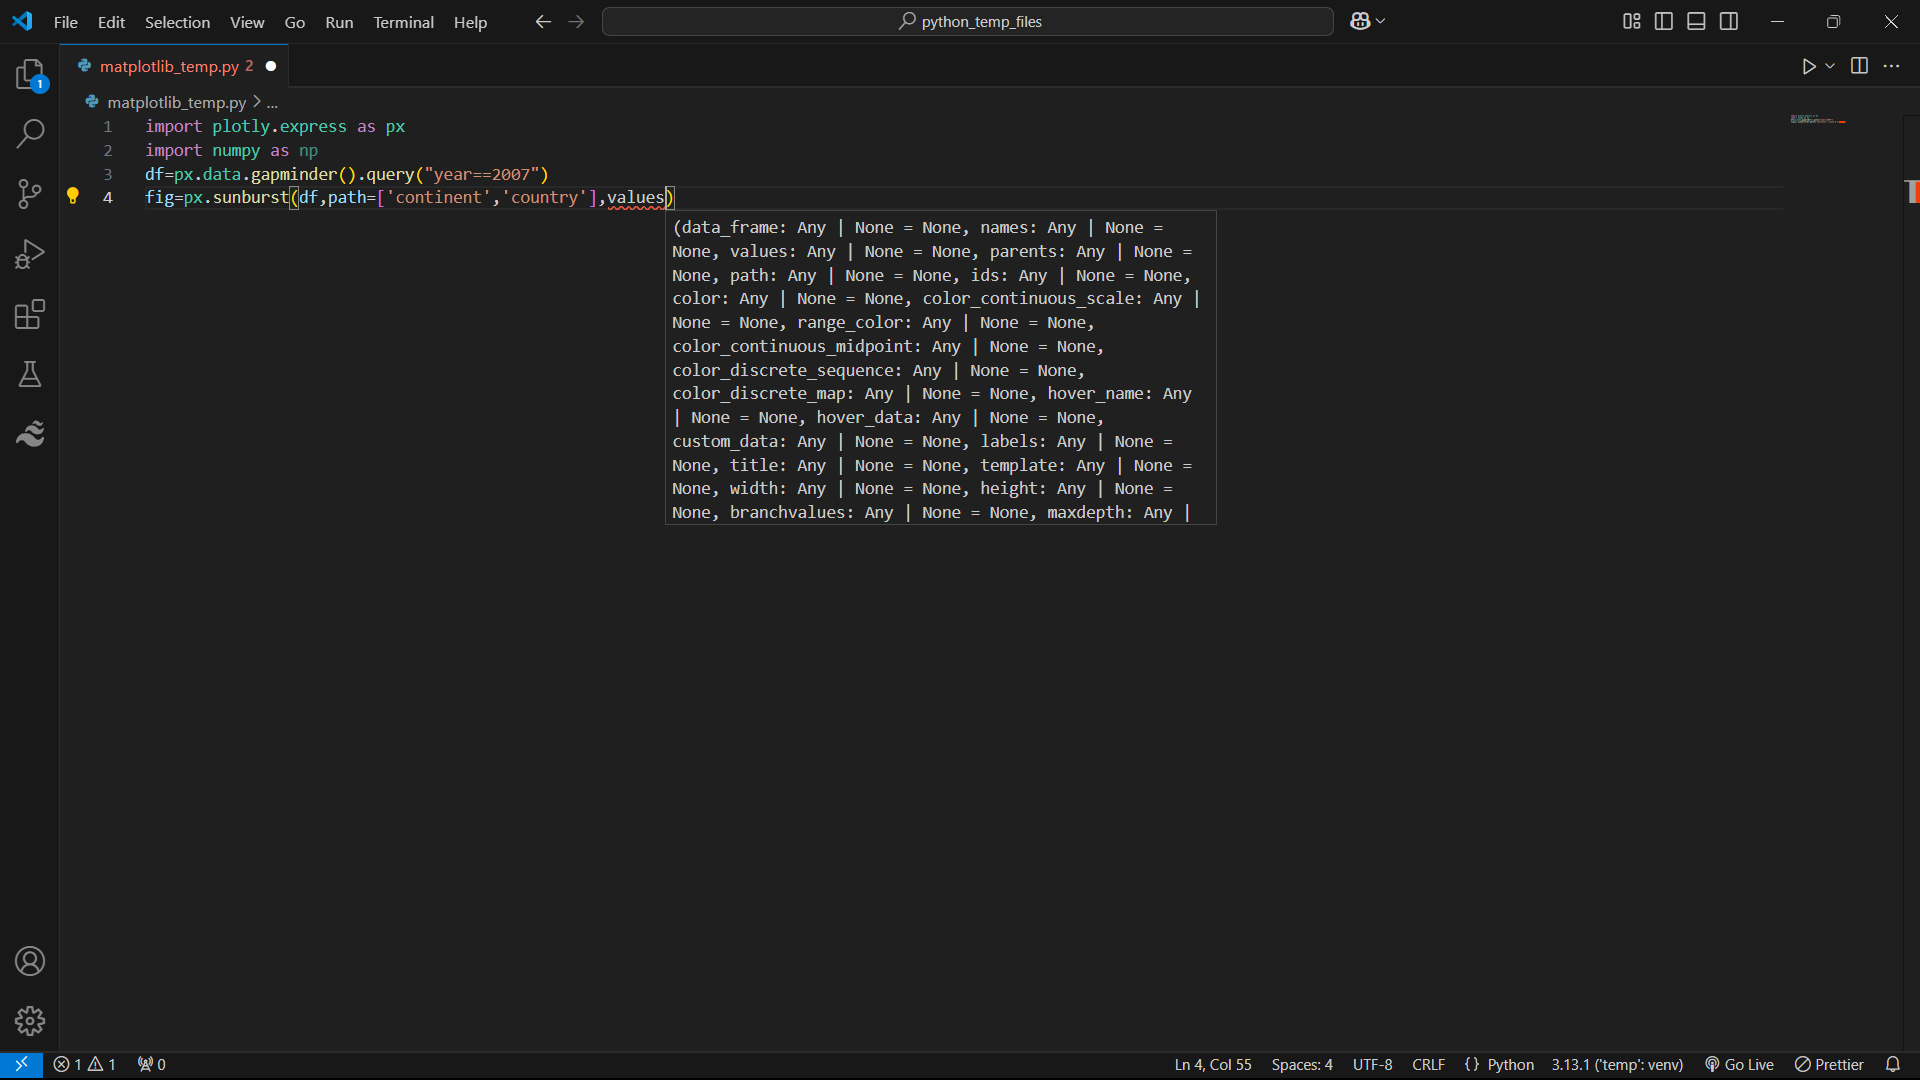 File Edit Selection View Go Run Terminal Help
python_temp_files
matplotlib_temp.py 2
1
matplotlib_temp.py > ...
1 import plotly.express as px
2 import numpy as np
3 df=px.data.gapminder().query("year==2007")
4 fig=px.sunburst(df,path=['continent','country'],values)
(data_frame: Any | None = None, names: Any | None =
None, values: Any | None = None, parents: Any | None =
None, path: Any | None = None, ids: Any | None = None,
color: Any | None = None, color_continuous_scale: Any |
None = None, range_color: Any | None = None,
color_continuous_midpoint: Any | None = None,
color_discrete_sequence: Any | None = None,
color_discrete_map: Any | None = None, hover_name: Any
| None = None, hover_data: Any | None = None,
custom_data: Any | None = None, labels: Any | None =
None, title: Any | None = None, template: Any | None =
None, width: Any | None = None, height: Any | None =
None, branchvalues: Any | None = None, maxdepth: Any |
1 1 0 Ln 4, Col 55 Spaces: 4 UTF-8 CRLF {} Python 3.13.1 ('temp': venv) Go Live Prettier